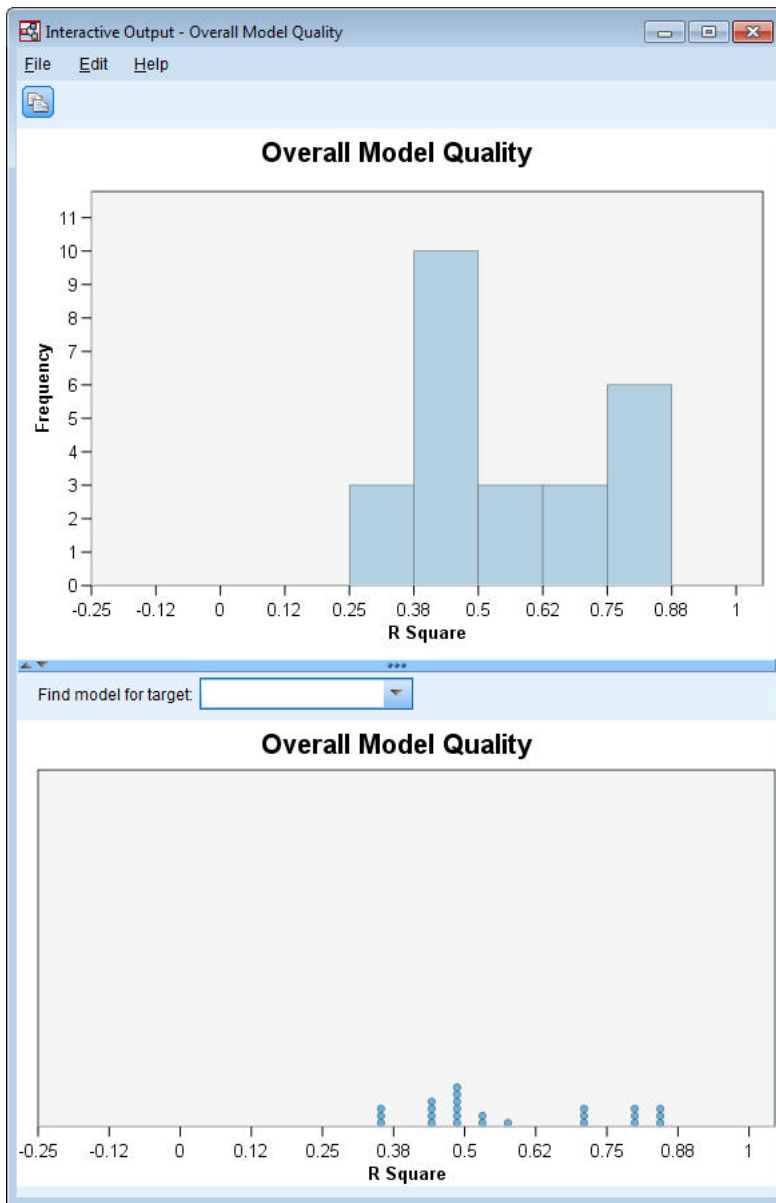 Interactive Output - Overall Model Quality
File Edit Help
Overall Model Quality
11
10
9
8
7
6
5
4
3
2
1
0
Frequency
-0.25 -0.12 0 0.12 0.25 0.38 0.5 0.62 0.75 0.88 1
R Square
Find model for target:
Overall Model Quality
-0.25 -0.12 0 0.12 0.25 0.38 0.5 0.62 0.75 0.88 1
R Square